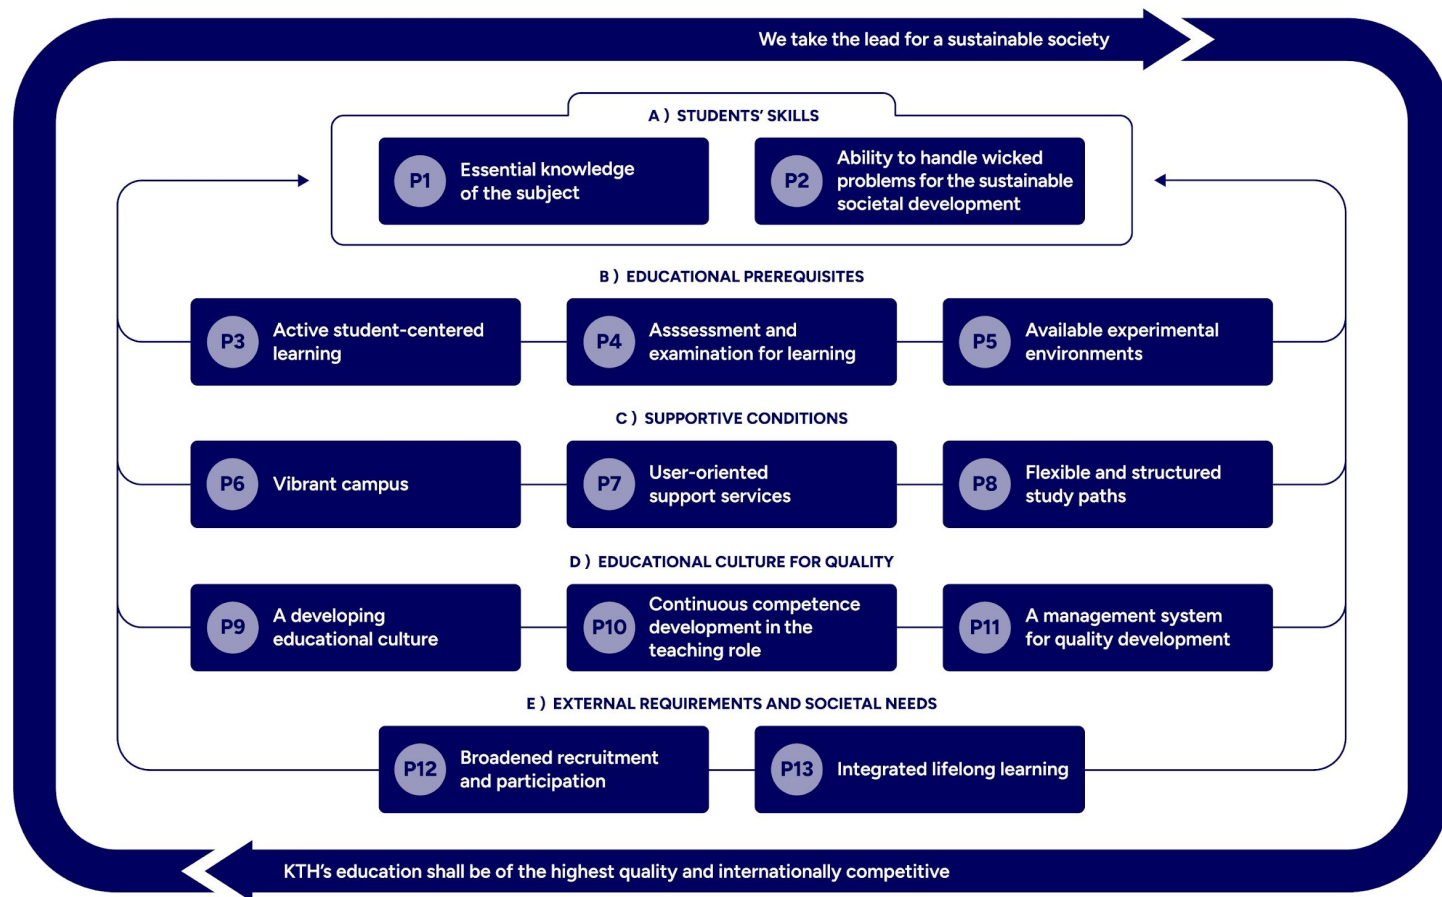 We take the lead for a sustainable society
A ) STUDENTS’ SKILLS
P1
Essential knowledge
of the subject
P2
Ability to handle wicked
problems for the sustainable
societal development
B ) EDUCATIONAL PREREQUISITES
P3
Active student-centered
learning
P4
Asssessment and
examination for learning
P5
Available experimental
environments
C ) SUPPORTIVE CONDITIONS
P6
Vibrant campus
P7
User-oriented
support services
P8
Flexible and structured
study paths
D ) EDUCATIONAL CULTURE FOR QUALITY
P9
A developing
educational culture
P10
Continuous competence
development in the
teaching role
P11
A management system
for quality development
E ) EXTERNAL REQUIREMENTS AND SOCIETAL NEEDS
P12
Broadened recruitment
and participation
P13
Integrated lifelong learning
KTH’s education shall be of the highest quality and internationally competitive